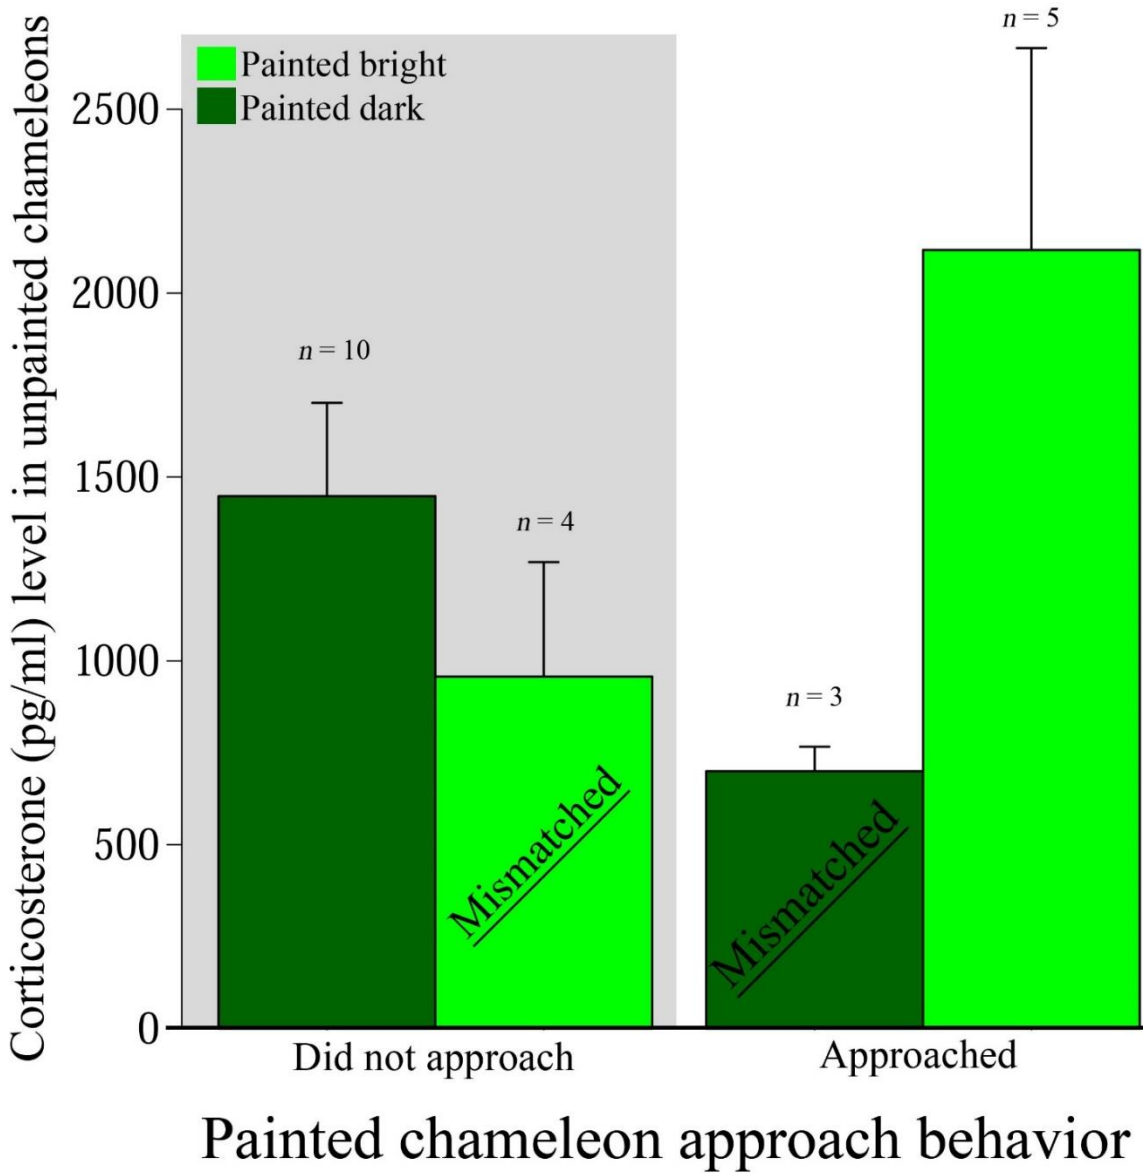 Corticosterone (pg/ml) level in unpainted chameleons
2500
2000
1500
1000
500
0
Painted bright
Painted dark
n = 10
n = 4
n = 3
n = 5
Mismatched
Mismatched
Did not approach
Approached
Painted chameleon approach behavior